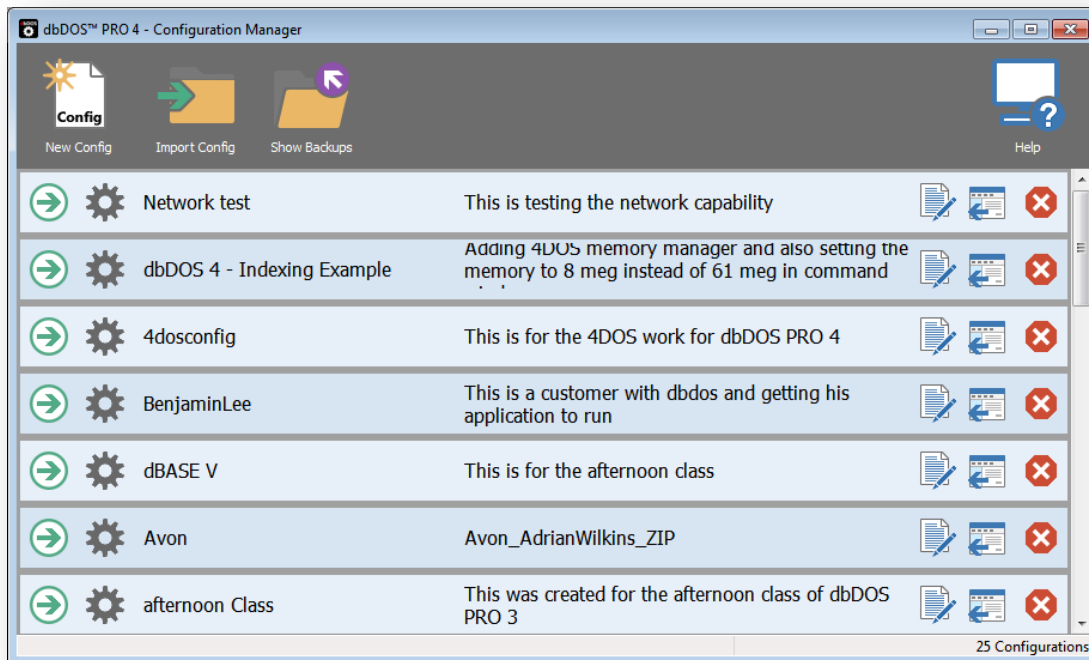 dbDOS™ PRO 4 - Configuration Manager
Config
New Config
Import Config
Show Backups
Help
Network test
This is testing the network capability
dbDOS 4 - Indexing Example
Adding 4DOS memory manager and also setting the
memory to 8 meg instead of 61 meg in command
4dosconfig
This is for the 4DOS work for dbDOS PRO 4
BenjaminLee
This is a customer with dbdos and getting his
application to run
dBASE V
This is for the afternoon class
Avon
Avon_AdrianWilkins_ZIP
afternoon Class
This was created for the afternoon class of dbDOS
PRO 3
25 Configurations